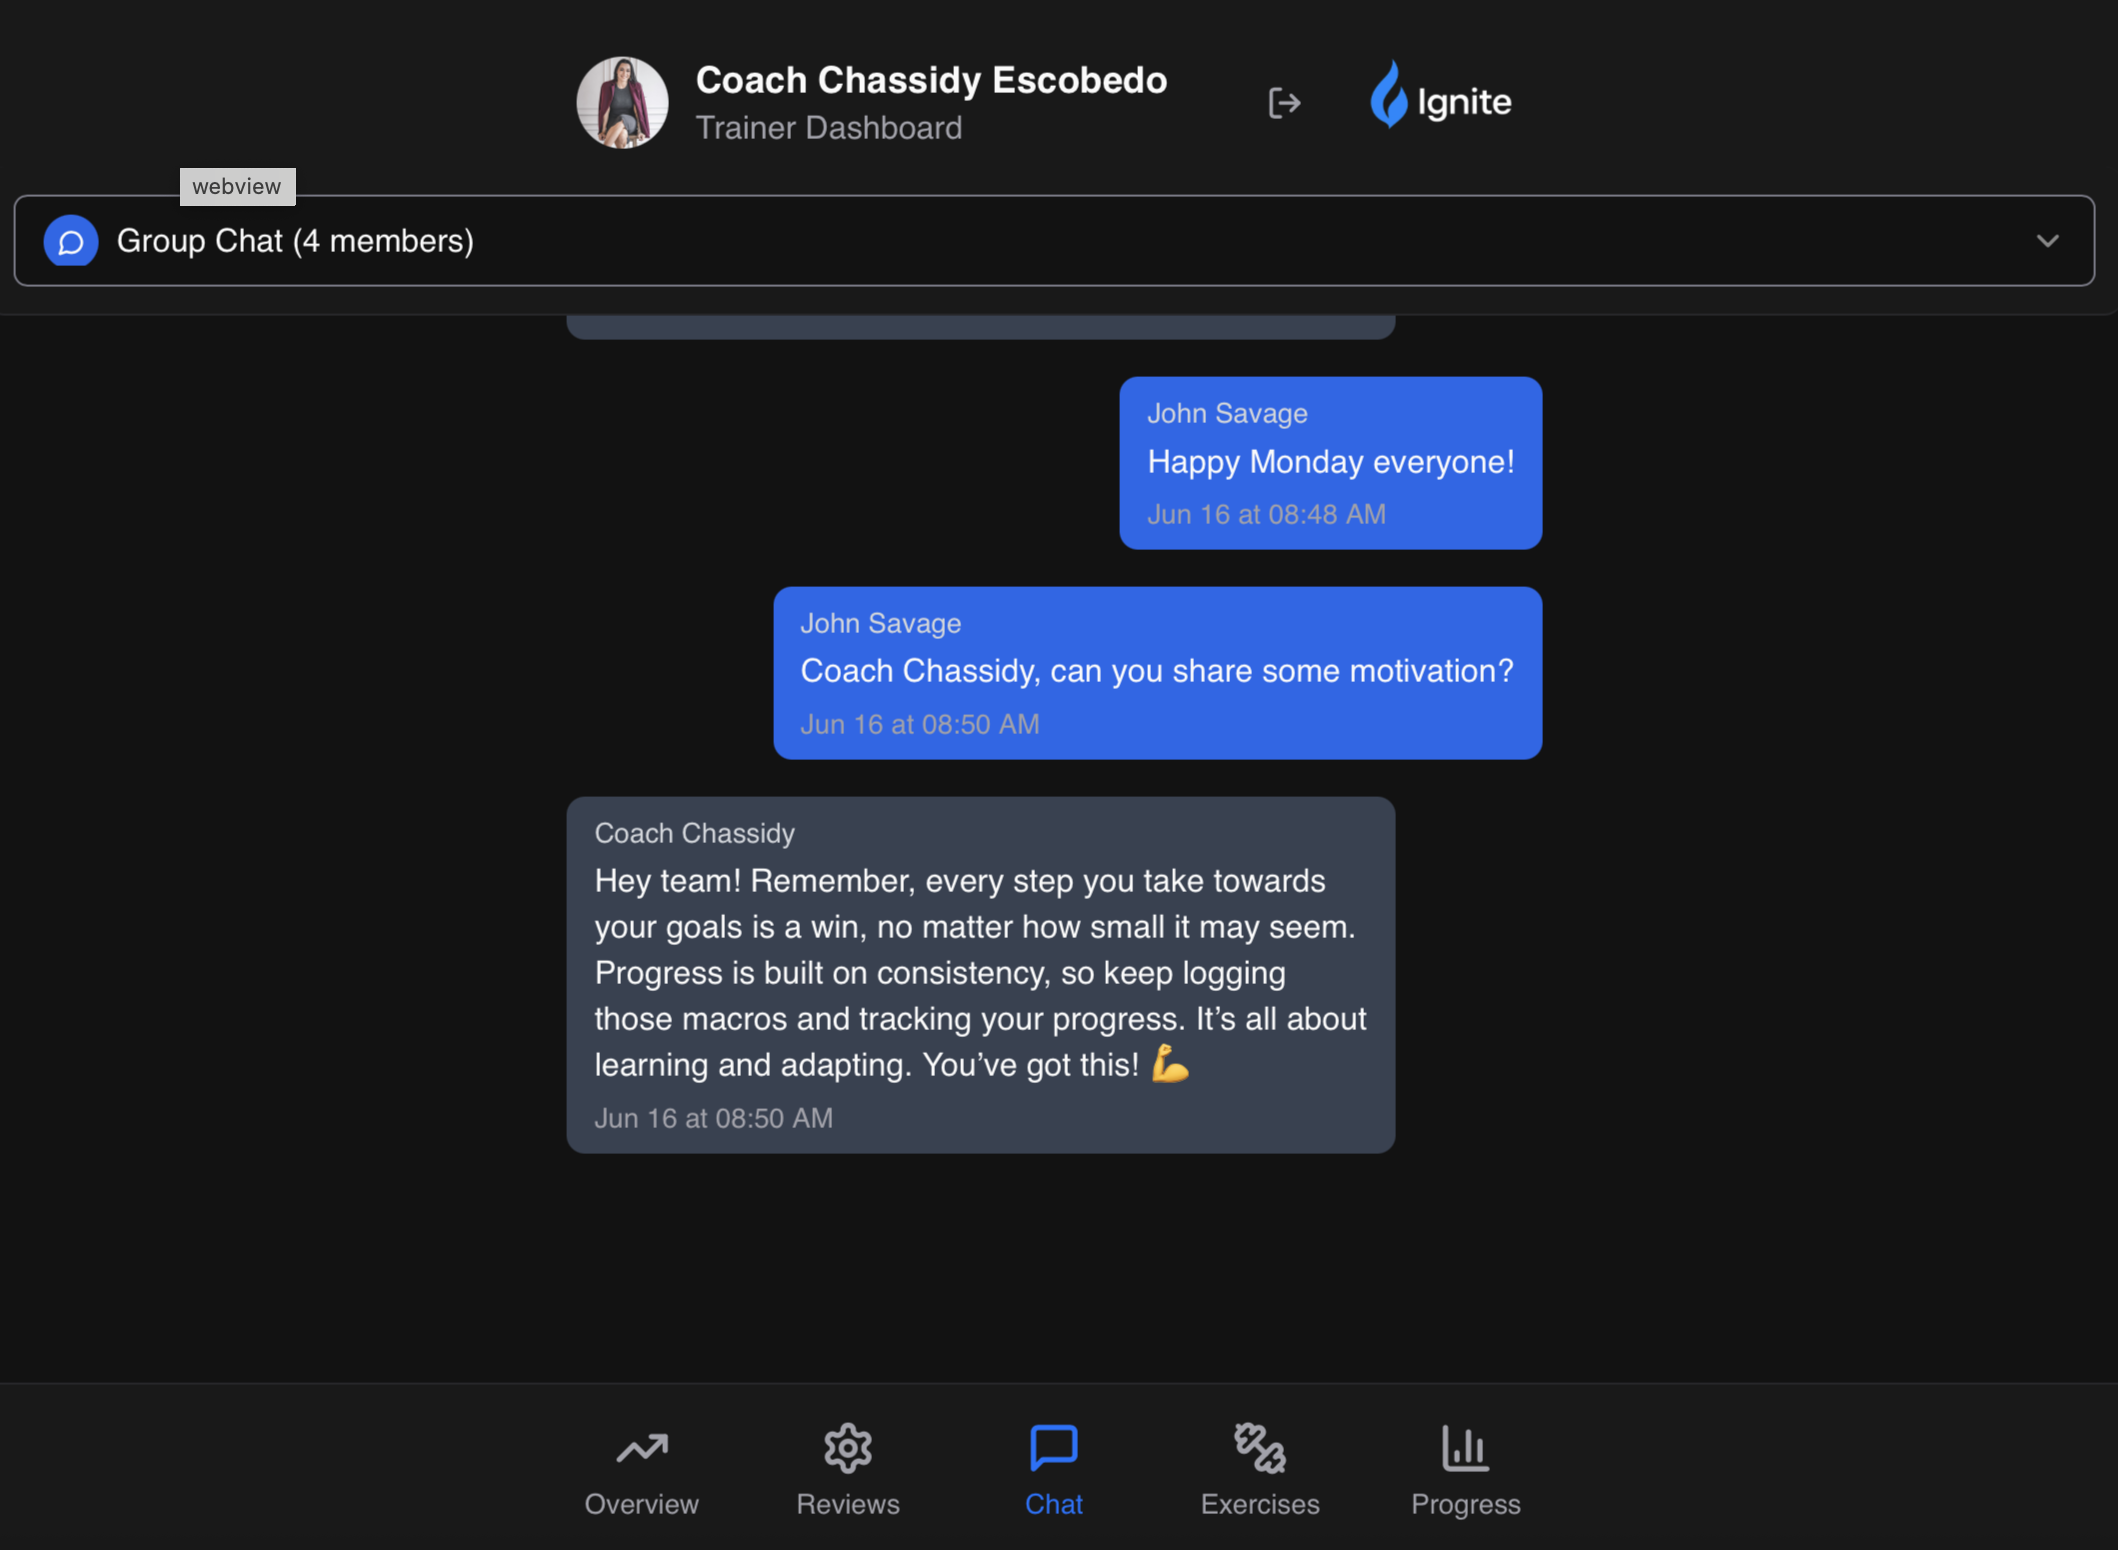 Coach Chassidy Escobedo
Trainer Dashboard
Ignite
webview
Group Chat (4 members)
John Savage
Happy Monday everyone!
Jun 16 at 08:48 AM
John Savage
Coach Chassidy, can you share some motivation?
Jun 16 at 08:50 AM
Coach Chassidy
Hey team! Remember, every step you take towards
your goals is a win, no matter how small it may seem.
Progress is built on consistency, so keep logging
those macros and tracking your progress. It’s all about
learning and adapting. You’ve got this! 💪
Jun 16 at 08:50 AM
Overview
Reviews
Chat
Exercises
Progress